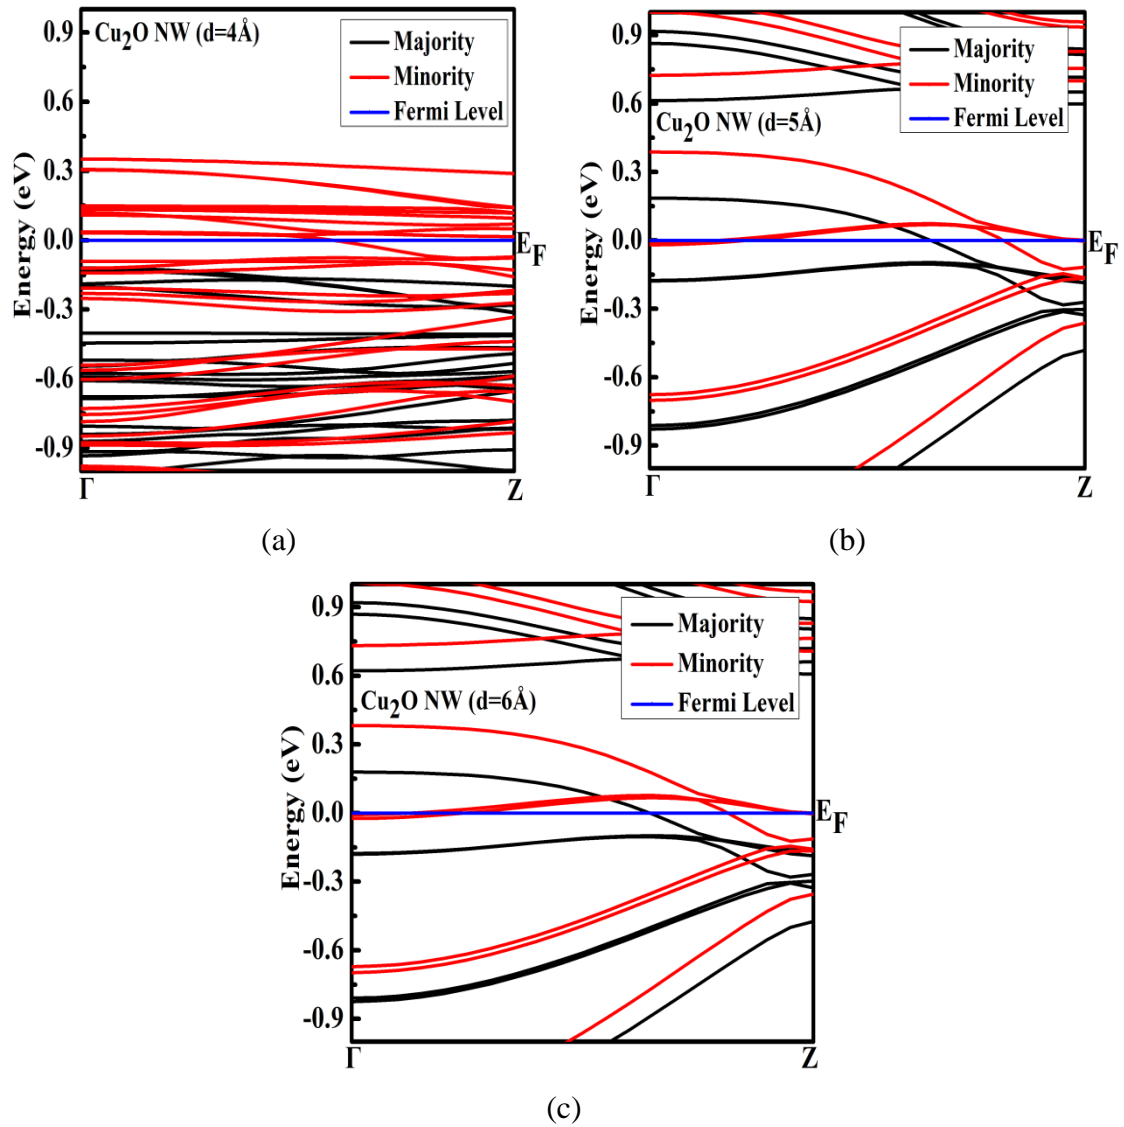 Cu2O NW (d=4Å)
Majority
Minority
Fermi Level
Energy (eV)
0.9
0.6
0.3
0.0
-0.3
-0.6
-0.9
EF
Γ
Z
(a)
Cu2O NW (d=5Å)
Majority
Minority
Fermi Level
Energy (eV)
0.9
0.6
0.3
0.0
-0.3
-0.6
-0.9
EF
Γ
Z
(b)
Cu2O NW (d=6Å)
Majority
Minority
Fermi Level
Energy (eV)
0.9
0.6
0.3
0.0
-0.3
-0.6
-0.9
EF
Γ
Z
(c)